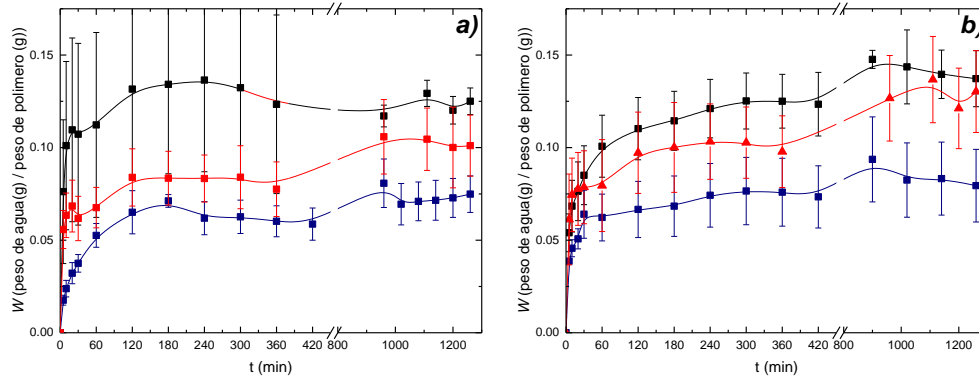 a)
W (peso de agua(g) / peso de polimero (g))
0.15
0.10
0.05
0.00
0 60 120 180 240 300 360 420 800 1000 1200
t (min)
b)
W (peso de agua(g) / peso de polimero (g))
0.15
0.10
0.05
0.00
0 60 120 180 240 300 360 420 800 900 1000 1100 1200
t (min)